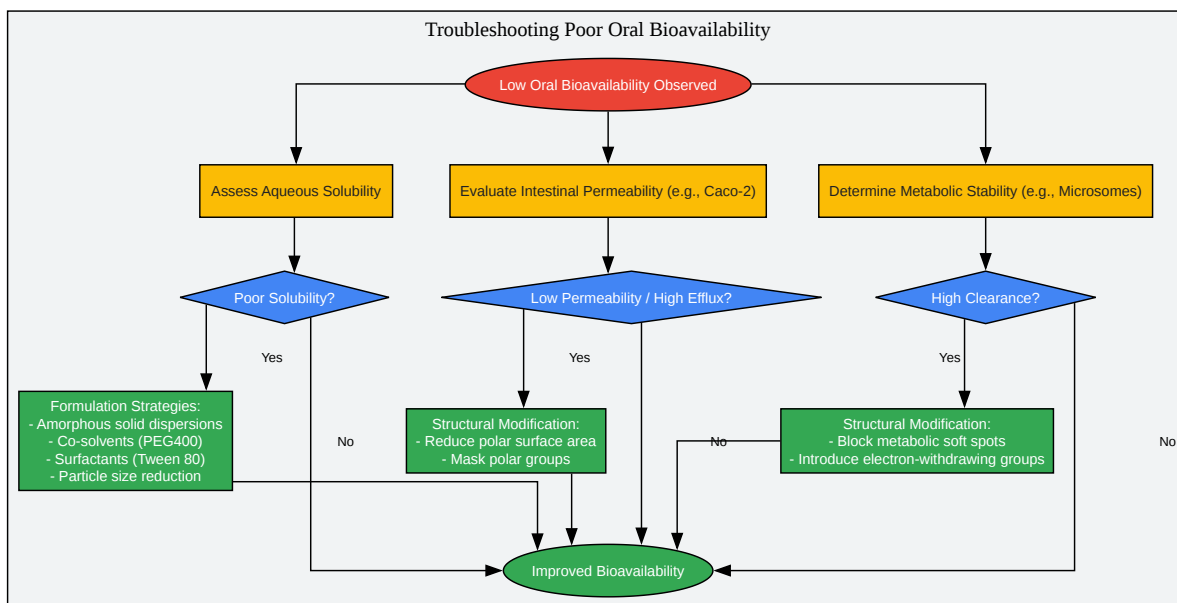 Troubleshooting Poor Oral Bioavailability
Low Oral Bioavailability Observed
Assess Aqueous Solubility
Evaluate Intestinal Permeability (e.g., Caco-2)
Determine Metabolic Stability (e.g., Microsomes)
Poor Solubility?
Low Permeability / High Efflux?
High Clearance?
Yes
Yes
Yes
Formulation Strategies:
- Amorphous solid dispersions
- Co-solvents (PEG400)
- Surfactants (Tween 80)
- Particle size reduction
No
Structural Modification:
- Reduce polar surface area
- Mask polar groups
No
Structural Modification:
- Block metabolic soft spots
- Introduce electron-withdrawing groups
No
Improved Bioavailability